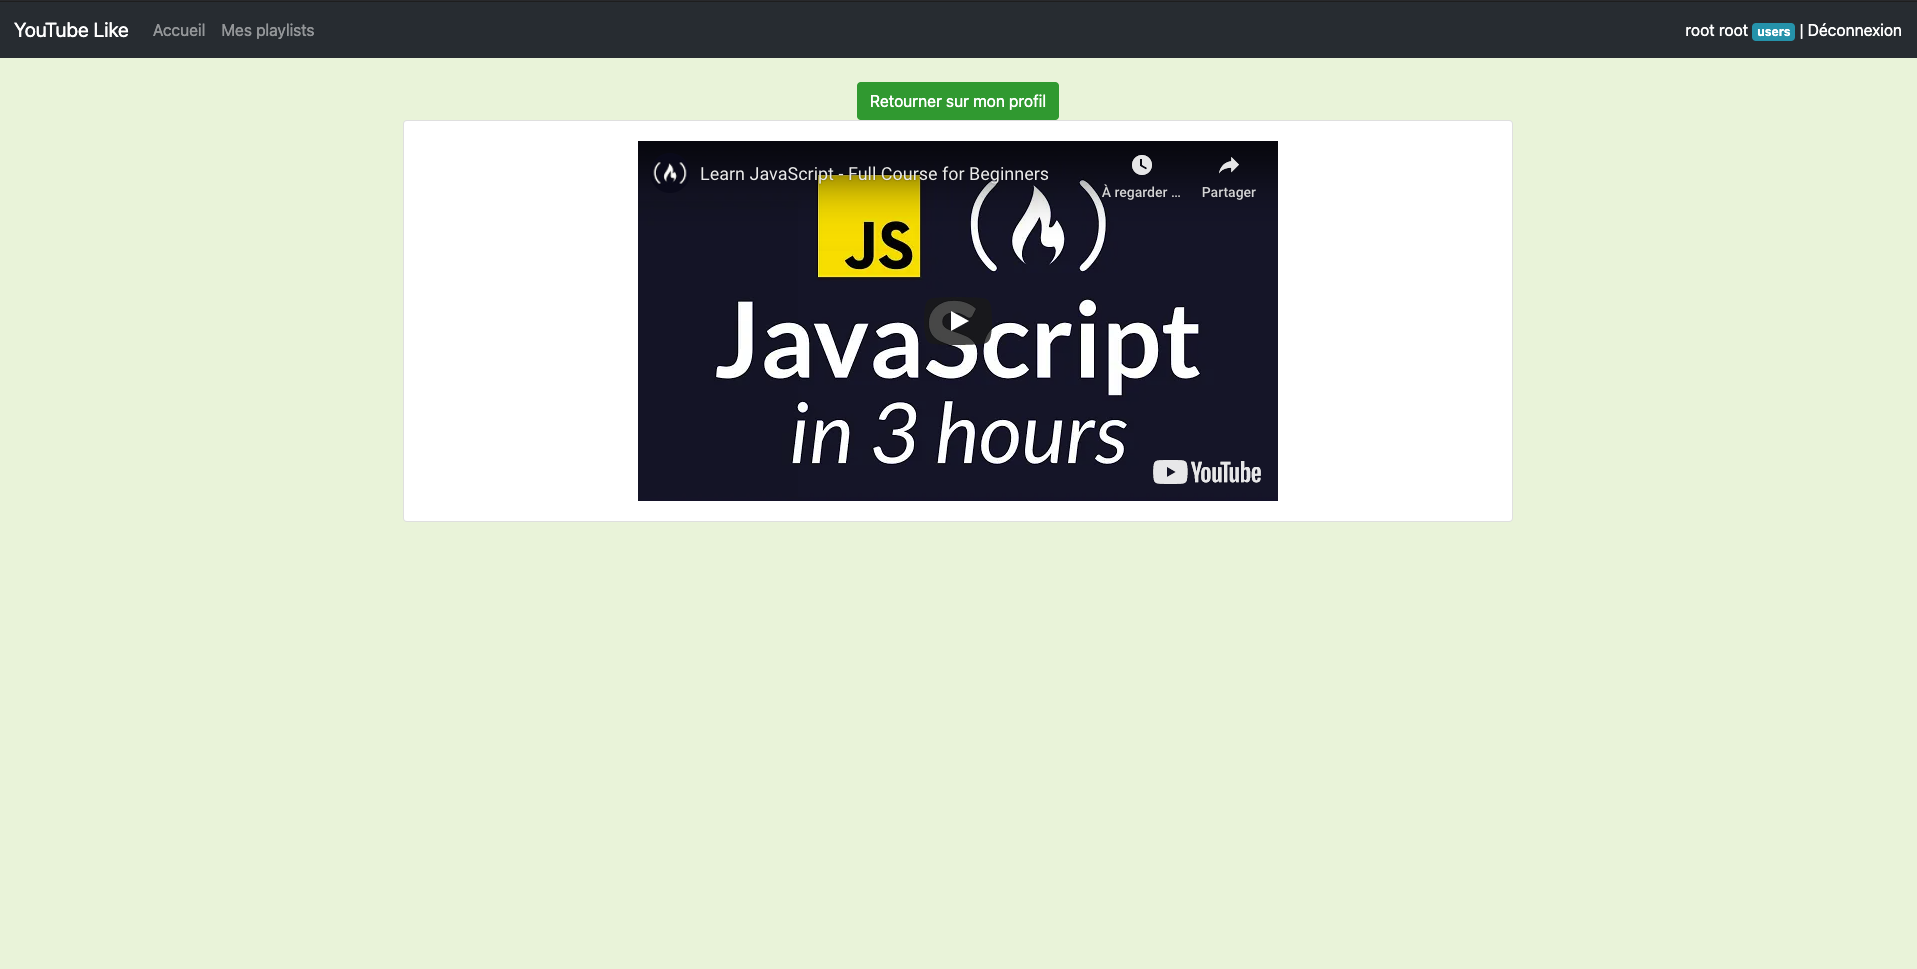 YouTube Like Accueil Mes playlists root root users | Déconnexion
Retourner sur mon profil
Learn JavaScript - Full Course for Beginners
À regarder ... Partager
JS
JavaScript
in 3 hours
YouTube